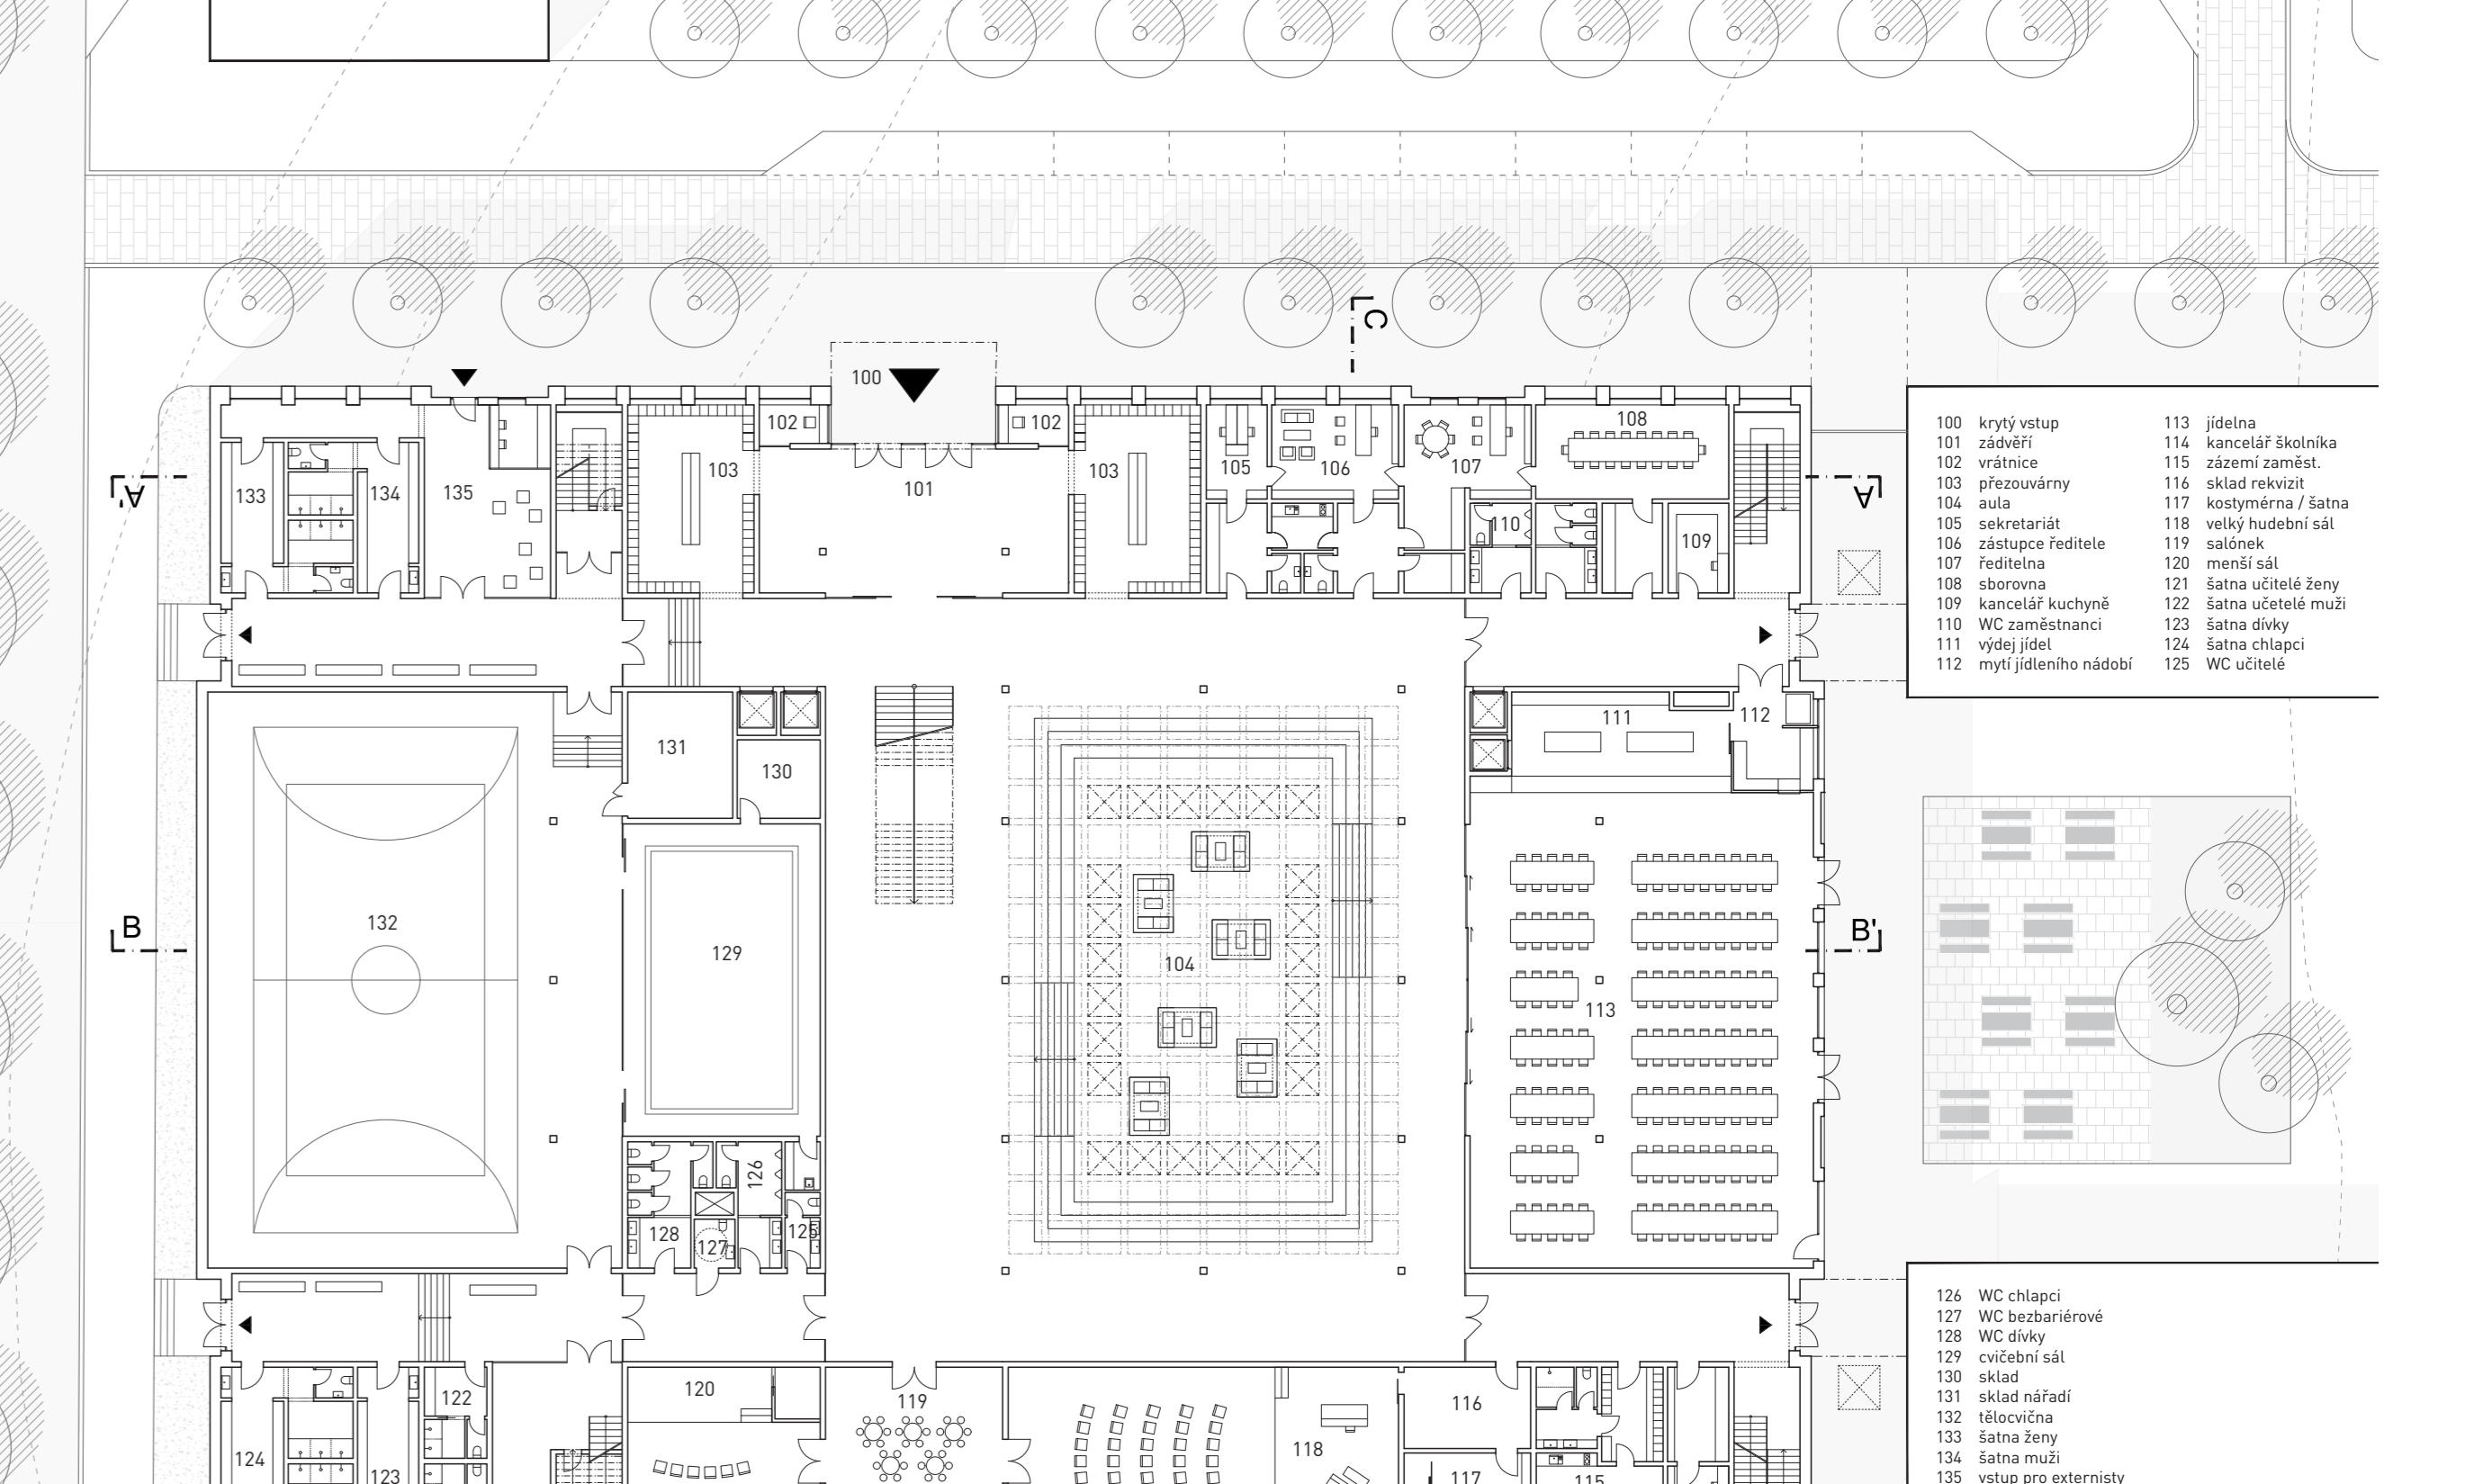 C
100
102
102
108
103
103
105
106
107
101
A'
A
133
134
135
110
109
100 krytý vstup
101 zádvěří
102 vrátnice
103 přezouvárny
104 aula
105 sekretariát
106 zástupce ředitele
107 ředitelna
108 sborovna
109 kancelář kuchyně
110 WC zaměstnanci
111 výdej jídel
112 mytí jídleního nádobí
113 jídelna
114 kancelář školníka
115 zázemí zaměst.
116 sklad rekvizit
117 kostymérna / šatna
118 velký hudební sál
119 salónek
120 menší sál
121 šatna učitelé ženy
122 šatna učetelé muži
123 šatna dívky
124 šatna chlapci
125 WC učitelé
131
130
111
112
B
132
129
104
B'
113
126
128
127
125
126 WC chlapci
127 WC bezbariérové
128 WC dívky
129 cvičební sál
130 sklad
131 sklad nářadí
132 tělocvična
133 šatna ženy
134 šatna muži
135 vstup pro externisty
122
120
119
116
118
124
123
117
115